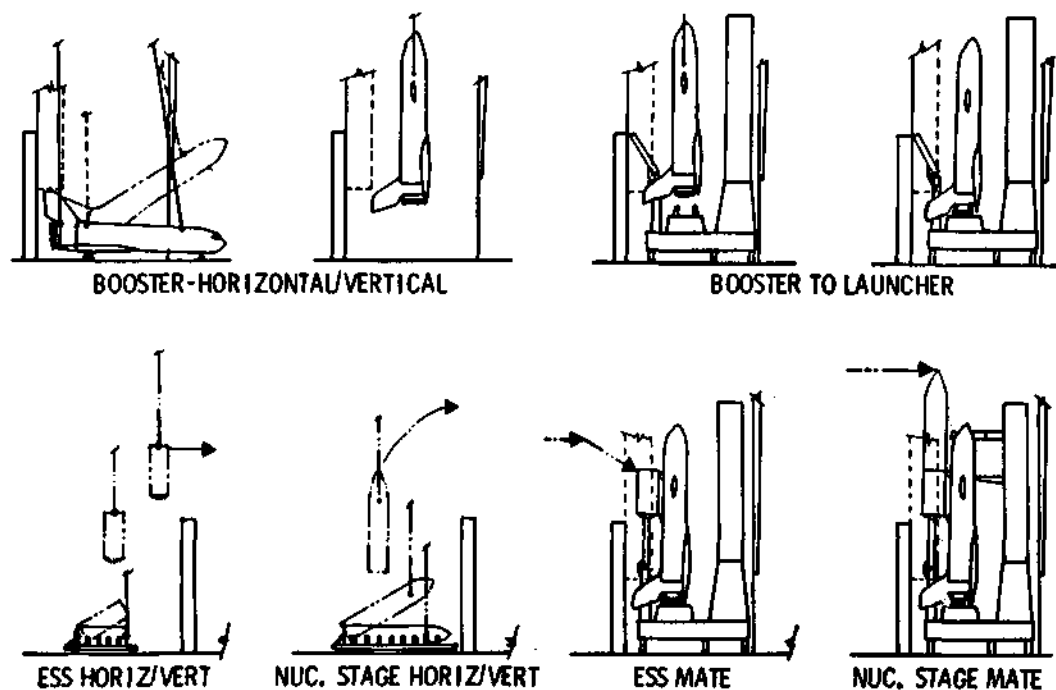 BOOSTER-HORIZONTAL/VERTICAL
BOOSTER TO LAUNCHER
ESS HORIZ/VERT
NUC. STAGE HORIZ/VERT
ESS MATE
NUC. STAGE MATE